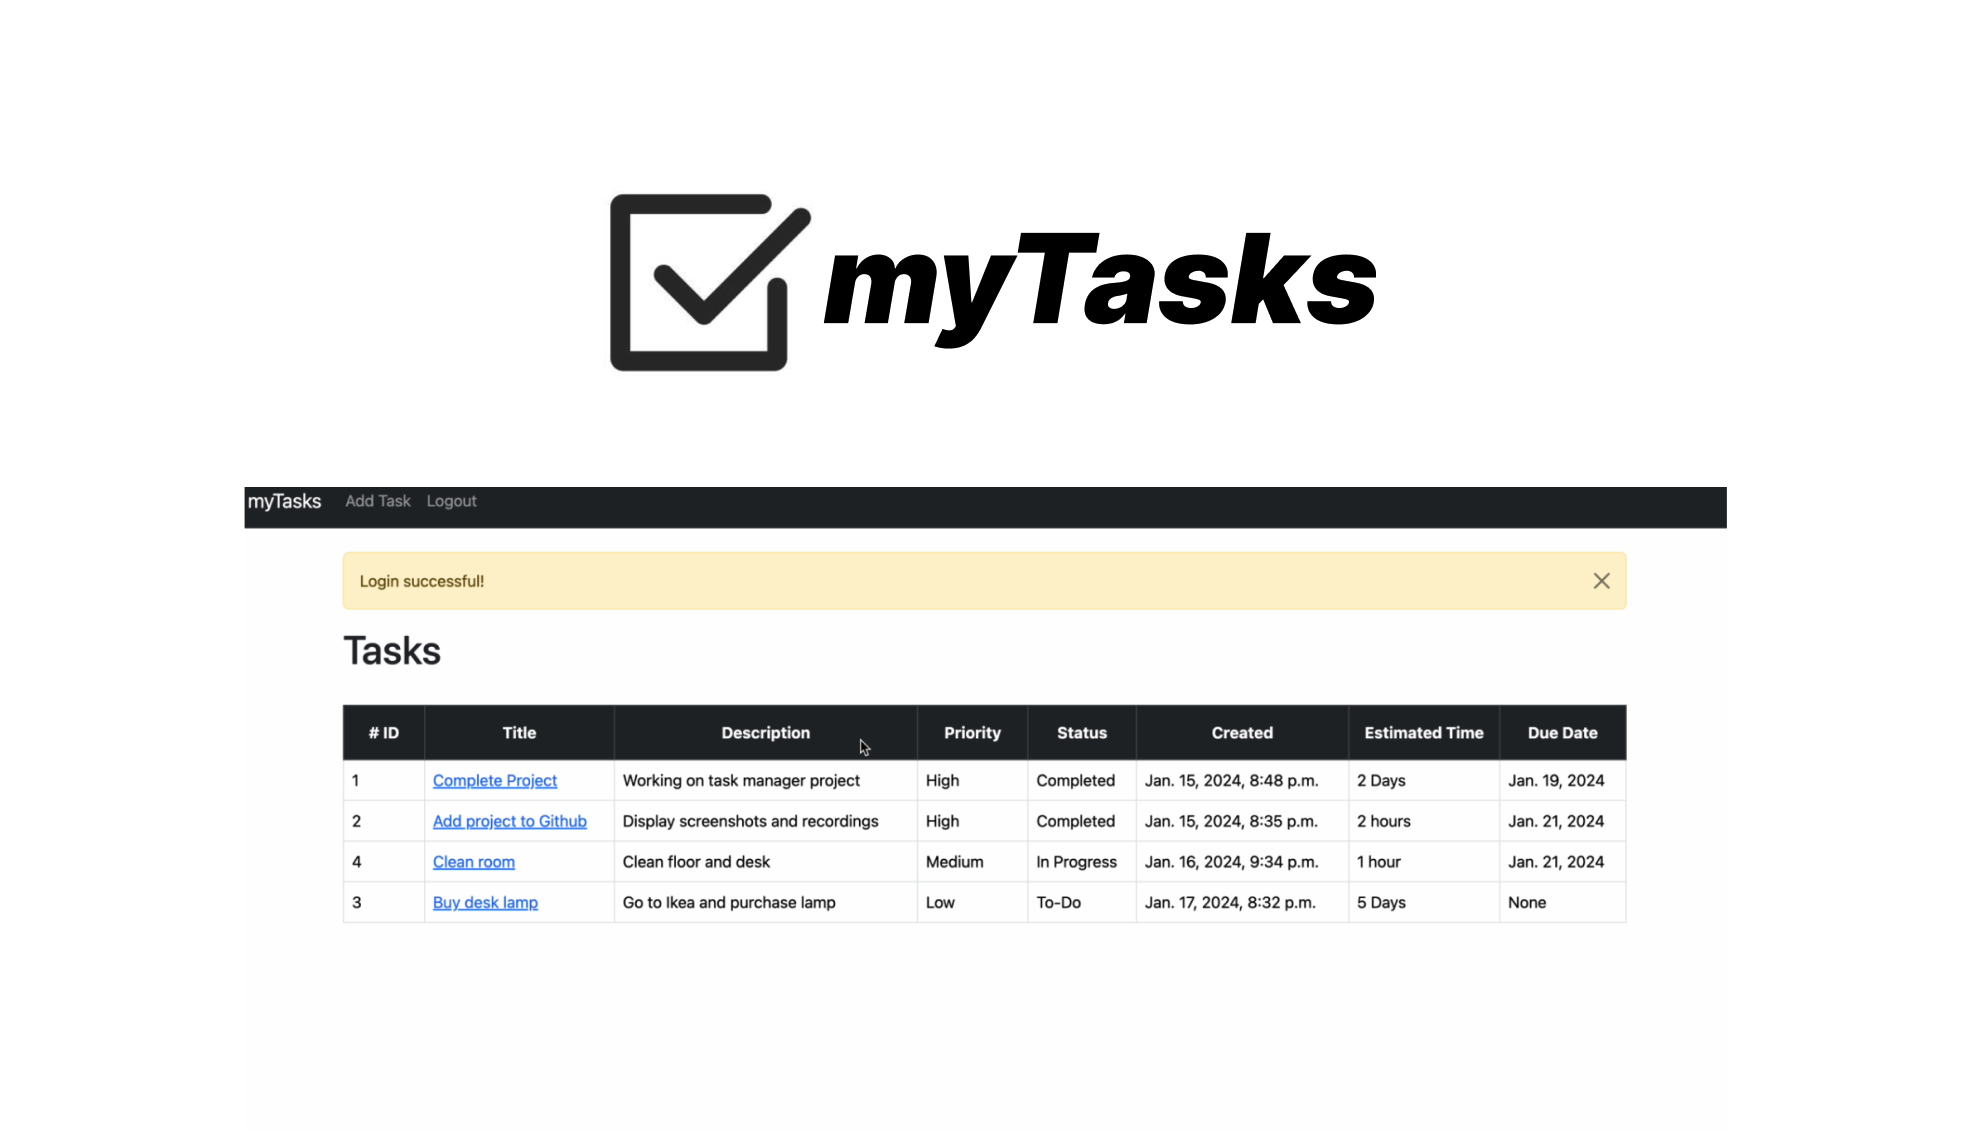 myTasks
myTasks Add Task Logout
Login successful!
Tasks
# ID Title Description Priority Status Created Estimated Time Due Date
1 Complete Project Working on task manager project High Completed Jan. 15, 2024, 8:48 p.m. 2 Days Jan. 19, 2024
2 Add project to Github Display screenshots and recordings High Completed Jan. 15, 2024, 8:35 p.m. 2 hours Jan. 21, 2024
4 Clean room Clean floor and desk Medium In Progress Jan. 16, 2024, 9:34 p.m. 1 hour Jan. 21, 2024
3 Buy desk lamp Go to Ikea and purchase lamp Low To-Do Jan. 17, 2024, 8:32 p.m. 5 Days None